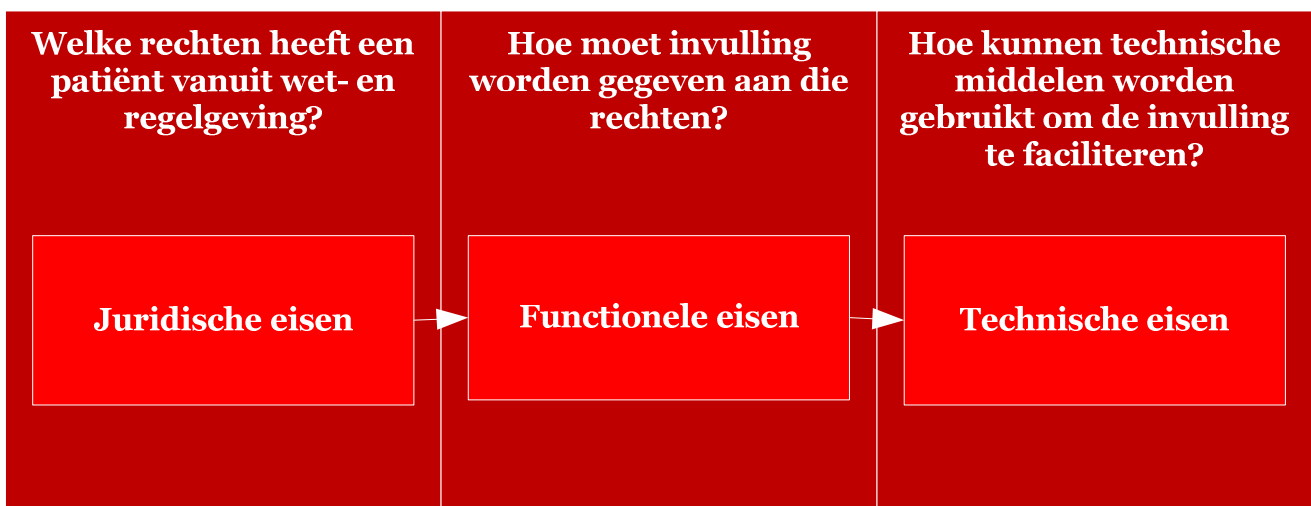 Welke rechten heeft een
patiënt vanuit wet- en
regelgeving?
Juridische eisen
Hoe moet invulling
worden gegeven aan die
rechten?
Functionele eisen
Hoe kunnen technische
middelen worden
gebruikt om de invulling
te faciliteren?
Technische eisen